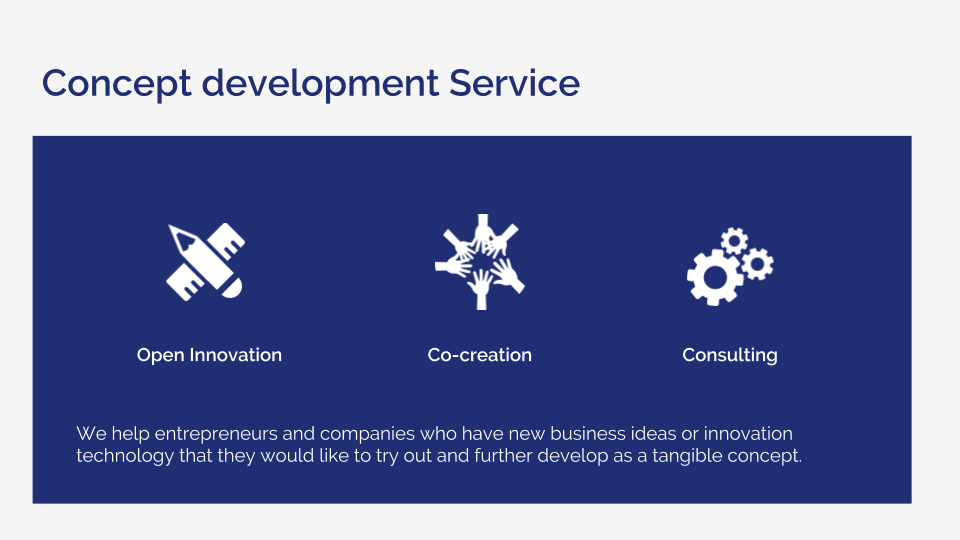 Concept development Service
Open Innovation
Co-creation
Consulting
We help entrepreneurs and companies who have new business ideas or innovation
technology that they would like to try out and further develop as a tangible concept.